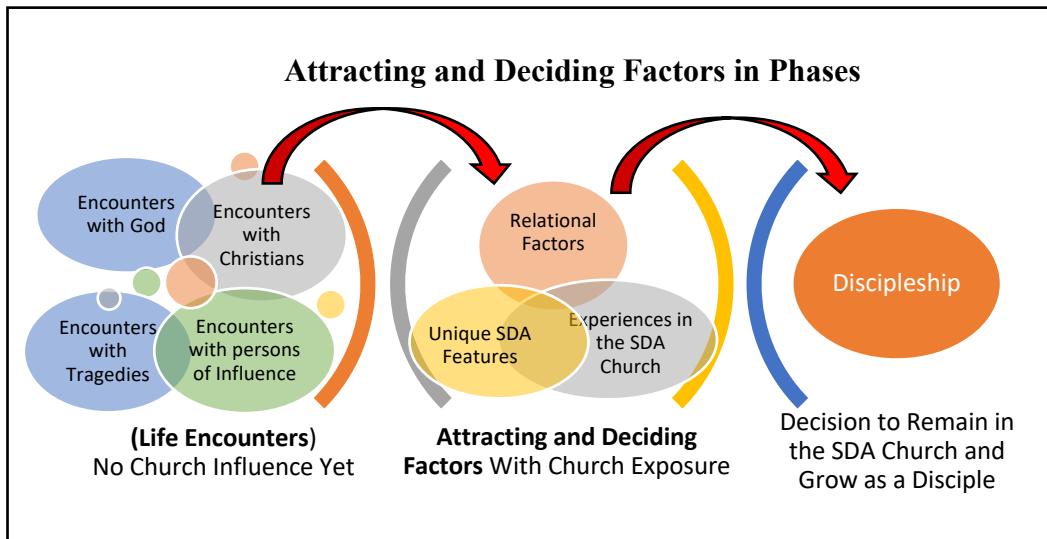 Attracting and Deciding Factors in Phases
Encounters
with God
Encounters
with
Christians
Encounters
with
Tragedies
Encounters
with persons
of Influence
(Life Encounters)
No Church Influence Yet
Relational
Factors
Unique SDA
Features
Experiences in
the SDA
Church
Attracting and Deciding
Factors With Church Exposure
Discipleship
Decision to Remain in
the SDA Church and
Grow as a Disciple